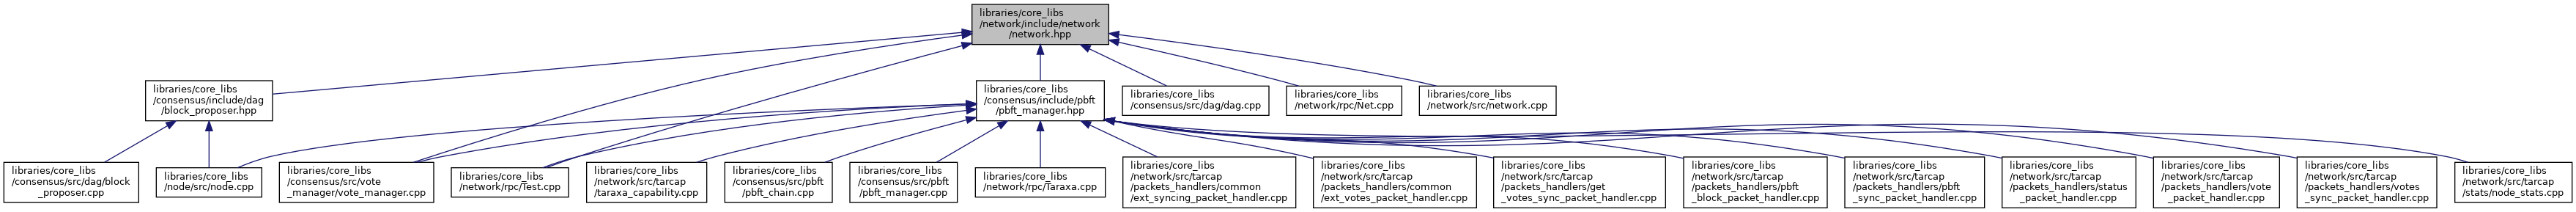 libraries/core_libs
/network/include/network
/network.hpp
libraries/core_libs
/consensus/include/dag
/block_proposer.hpp
libraries/core_libs
/consensus/include/pbft
/pbft_manager.hpp
libraries/core_libs
/consensus/src/dag/dag.cpp
libraries/core_libs
/network/rpc/Net.cpp
libraries/core_libs
/network/src/network.cpp
libraries/core_libs
/consensus/src/dag/block
_proposer.cpp
libraries/core_libs
/node/src/node.cpp
libraries/core_libs
/consensus/src/vote
_manager/vote_manager.cpp
libraries/core_libs
/network/rpc/Test.cpp
libraries/core_libs
/network/src/tarcap
/taraxa_capability.cpp
libraries/core_libs
/consensus/src/pbft
/pbft_chain.cpp
libraries/core_libs
/consensus/src/pbft
/pbft_manager.cpp
libraries/core_libs
/network/rpc/Taraxa.cpp
libraries/core_libs
/network/src/tarcap
/packets_handlers/common
/ext_syncing_packet_handler.cpp
libraries/core_libs
/network/src/tarcap
/packets_handlers/common
/ext_votes_packet_handler.cpp
libraries/core_libs
/network/src/tarcap
/packets_handlers/get
_votes_sync_packet_handler.cpp
libraries/core_libs
/network/src/tarcap
/packets_handlers/pbft
_block_packet_handler.cpp
libraries/core_libs
/network/src/tarcap
/packets_handlers/pbft
_sync_packet_handler.cpp
libraries/core_libs
/network/src/tarcap
/packets_handlers/status
_packet_handler.cpp
libraries/core_libs
/network/src/tarcap
/packets_handlers/vote
_packet_handler.cpp
libraries/core_libs
/network/src/tarcap
/packets_handlers/votes
_sync_packet_handler.cpp
libraries/core_libs
/network/src/tarcap
/stats/node_stats.cpp